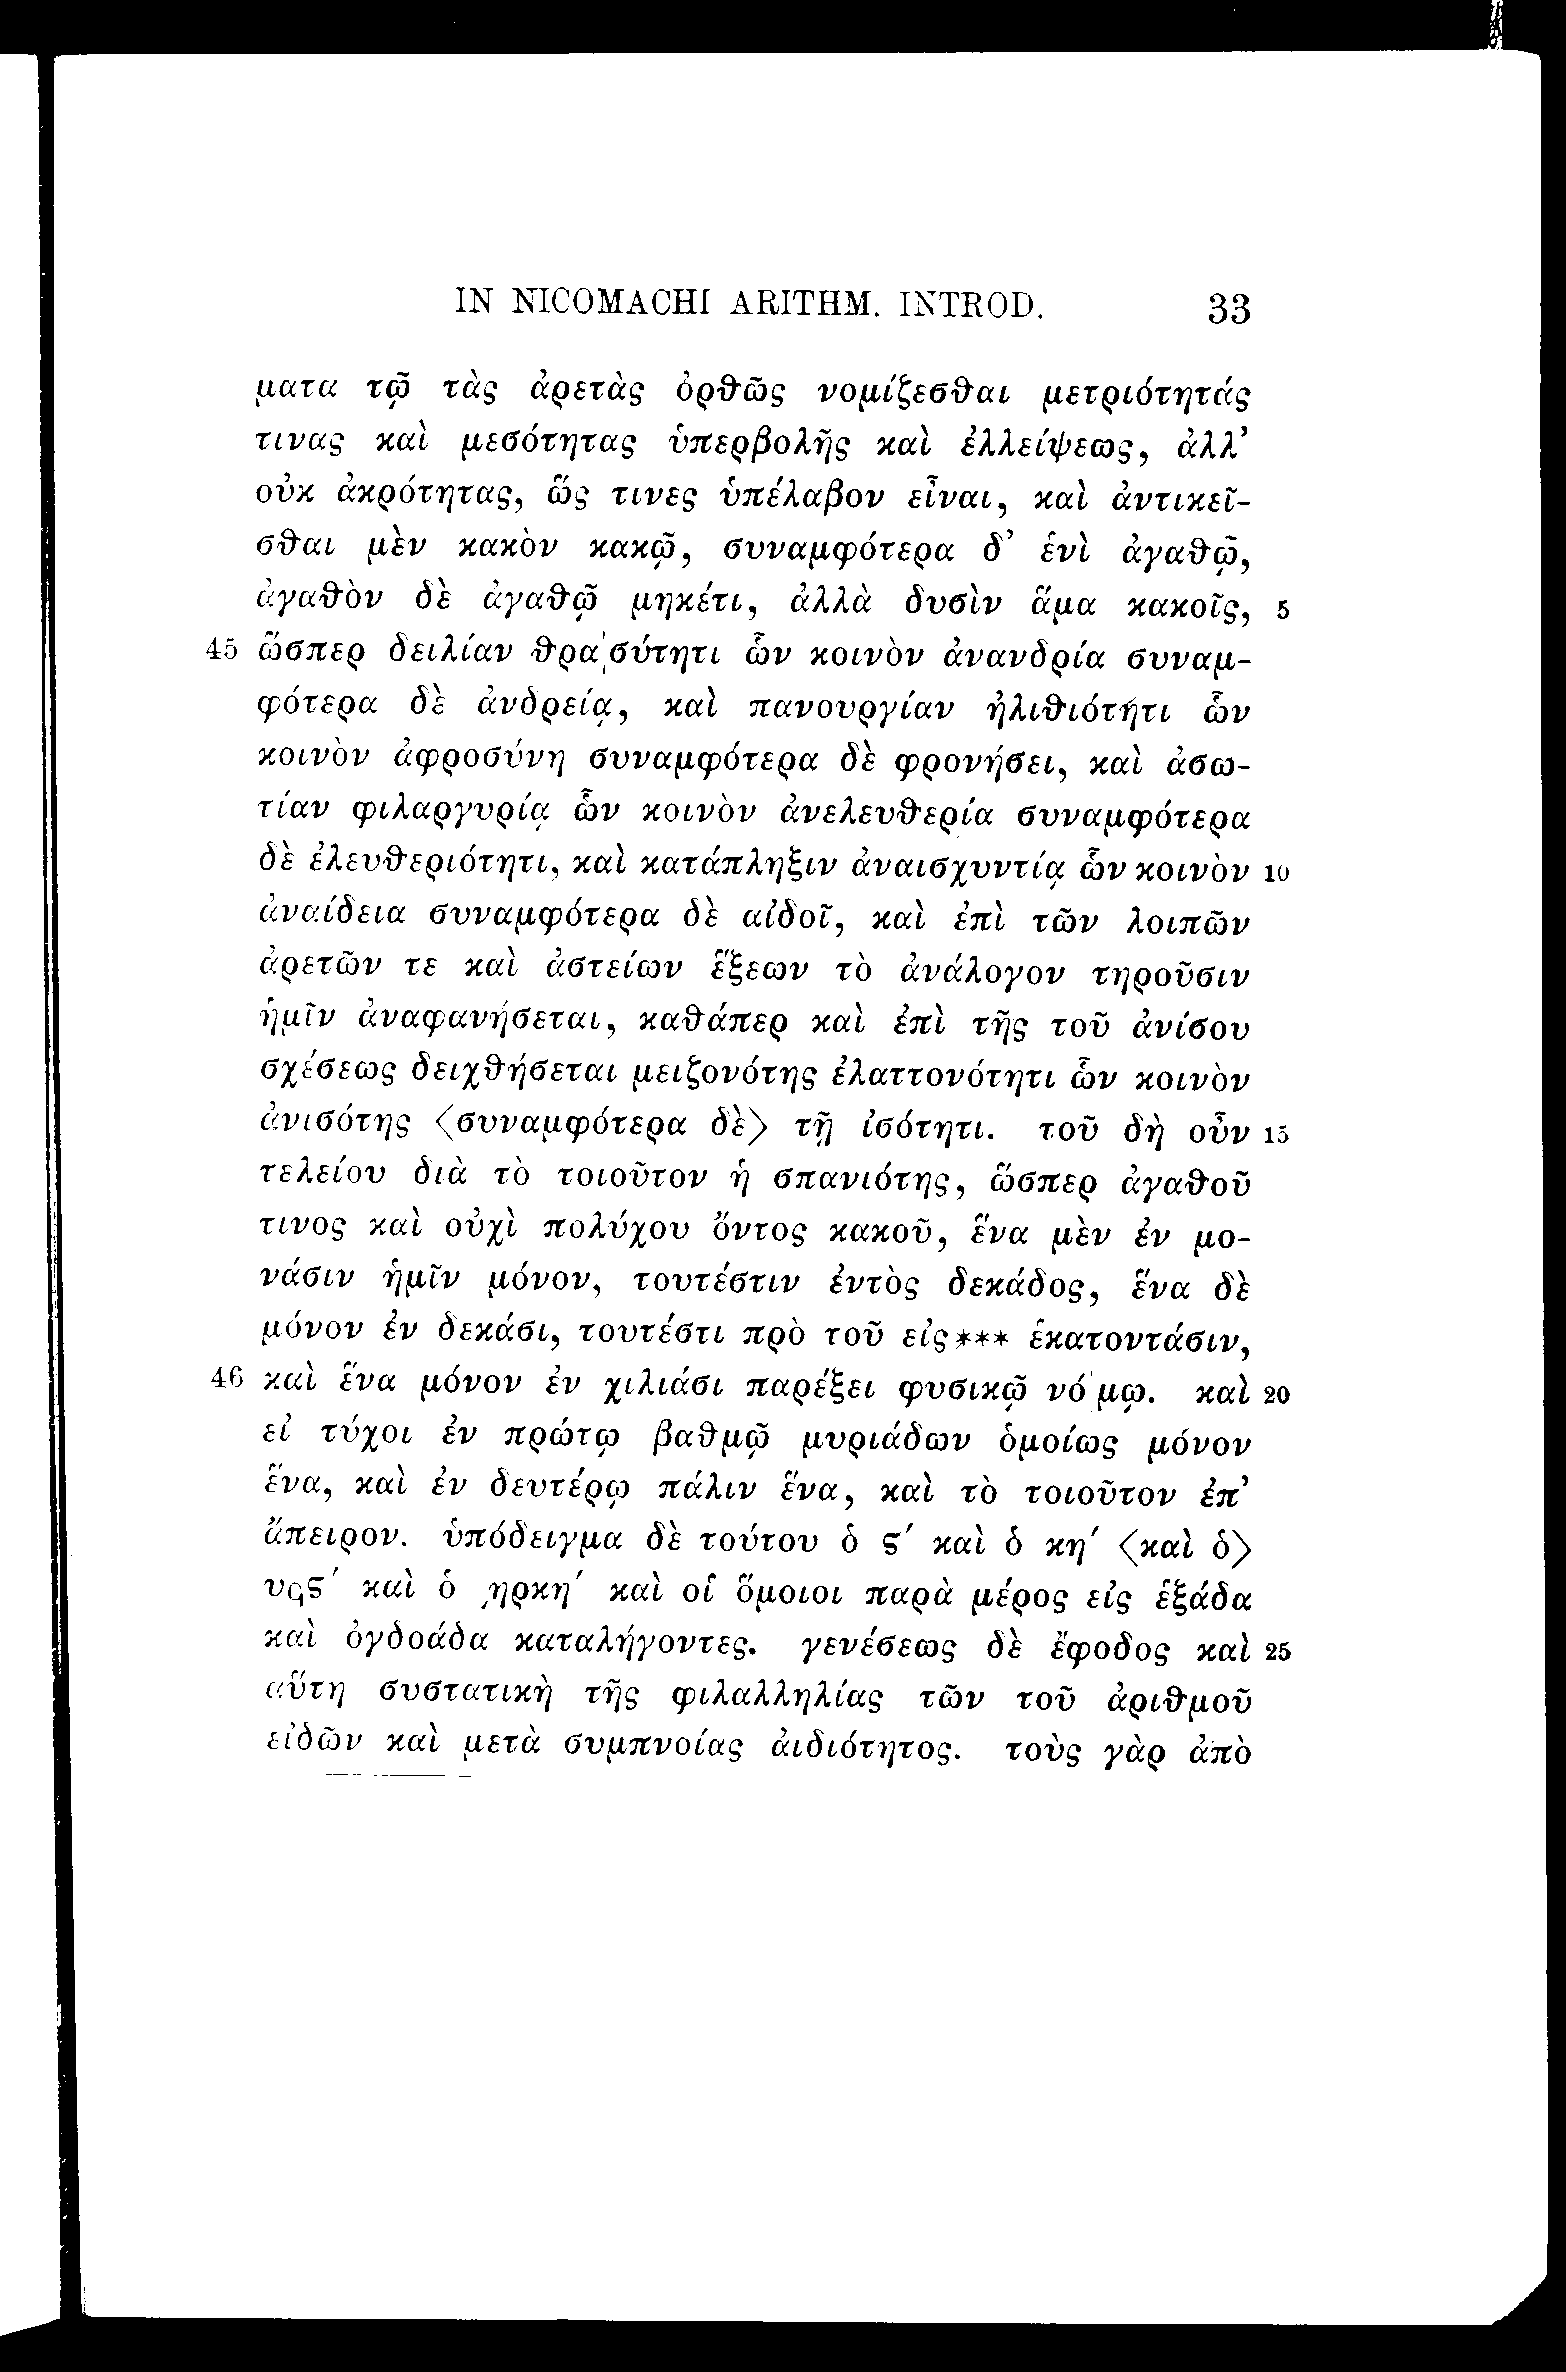 IN NICOMACHI ARITHM. INTROD. 33
ματα τῷ τὰς ἀρετὰς ὀρθῶς νομίζεσθαι μετριότητάς
τινας καὶ μεσότητας ὑπερβολῆς καὶ ἐλλείψεως, ἀλλ’
οὐκ ἀκρότητας, ὥς τινες ὑπέλαβον εἶναι, καὶ ἀντικεῖ-
σθαι μὲν κακὸν κακῷ, συναμφότερα δ’ ἑνὶ ἀγαθῷ,
ἀγαθὸν δὲ ἀγαθῷ μηκέτι, ἀλλὰ δυσὶν ἅμα κακοῖς, 5
45 ὥσπερ δειλίαν θρα|σύτητι ὧν κοινὸν ἀνανδρία συναμ-
φότερα δὲ ἀνδρείᾳ, καὶ πανουργίαν ἠλιθιότητι ὧν
κοινὸν ἀφροσύνη συναμφότερα δὲ φρονήσει, καὶ ἀσω-
τίαν φιλαργυρίᾳ ὧν κοινὸν ἀνελευθερία συναμφότερα
δὲ ἐλευθεριότητι, καὶ κατάπληξιν ἀναισχυντίᾳ ὧν κοινὸν 10
ἀναίδεια συναμφότερα δὲ αἰδοῖ, καὶ ἐπὶ τῶν λοιπῶν
ἀρετῶν τε καὶ ἀστείων ἕξεων τὸ ἀνάλογον τηροῦσιν
ἡμῖν ἀναφανήσεται, καθάπερ καὶ ἐπὶ τῆς τοῦ ἀνίσου
σχέσεως δειχθήσεται μειζονότης ἐλαττονότητι ὧν κοινὸν
ἀνισότης ⟨συναμφότερα δὲ⟩ τῇ ἰσότητι. τοῦ δὴ οὖν 15
τελείου διὰ τὸ τοιοῦτον ἡ σπανιότης, ὥσπερ ἀγαθοῦ
τινος καὶ οὐχὶ πολύχου ὄντος κακοῦ, ἕνα μὲν ἐν μο-
νάσιν ἡμῖν μόνον, τουτέστιν ἐντὸς δεκάδος, ἕνα δὲ
μόνον ἐν δεκάσι, τουτέστι πρὸ τοῦ εἰς*** ἑκατοντάσιν,
46 καὶ ἕνα μόνον ἐν χιλιάσι παρέξει φυσικῷ νό|μῳ. καὶ 20
εἰ τύχοι ἐν πρώτῳ βαθμῷ μυριάδων ὁμοίως μόνον
ἕνα, καὶ ἐν δευτέρῳ πάλιν ἕνα, καὶ τὸ τοιοῦτον ἐπ’
ἄπειρον. ὑπόδειγμα δὲ τούτου ὁ ϛʹ καὶ ὁ κηʹ ⟨καὶ ὁ⟩
υϟϛʹ καὶ ὁ ͵ηρκηʹ καὶ οἱ ὅμοιοι παρὰ μέρος εἰς ἑξάδα
καὶ ὀγδοάδα καταλήγοντες. γενέσεως δὲ ἔφοδος καὶ 25
αὕτη συστατικὴ τῆς φιλαλληλίας τῶν τοῦ ἀριθμοῦ
εἰδῶν καὶ μετὰ συμπνοίας ἀιδιότητος. τοὺς γὰρ ἀπὸ